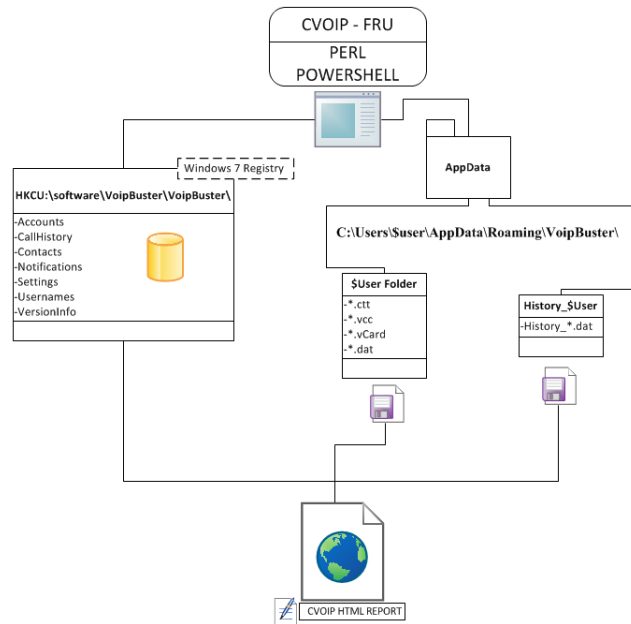 CVOIP - FRU
PERL
POWERSHELL
Windows 7 Registry
HKCU:\software\VoipBuster\VoipBuster\
-Accounts
-CallHistory
-Contacts
-Notifications
-Settings
-Usernames
-VersionInfo
AppData
C:\Users\$user\AppData\Roaming\VoipBuster\
$User Folder
-*.ctt
-*.vcc
-*.vCard
-*.dat
History_$User
-History_*.dat
CVOIP HTML REPORT